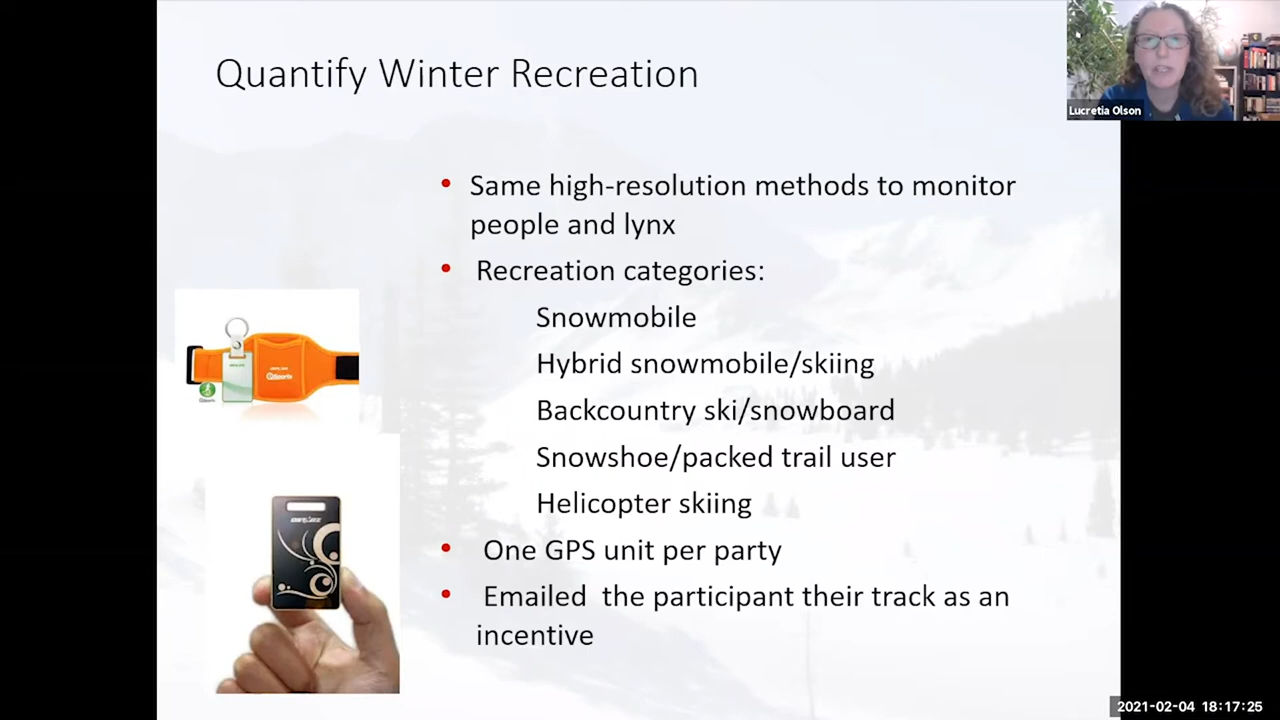 Quantify Winter Recreation
Lucretia Olson
• Same high-resolution methods to monitor
people and lynx
• Recreation categories:
Snowmobile
Hybrid snowmobile/skiing
Backcountry ski/snowboard
Snowshoe/packed trail user
Helicopter skiing
• One GPS unit per party
• Emailed the participant their track as an
incentive
2021-02-04 18:17:25